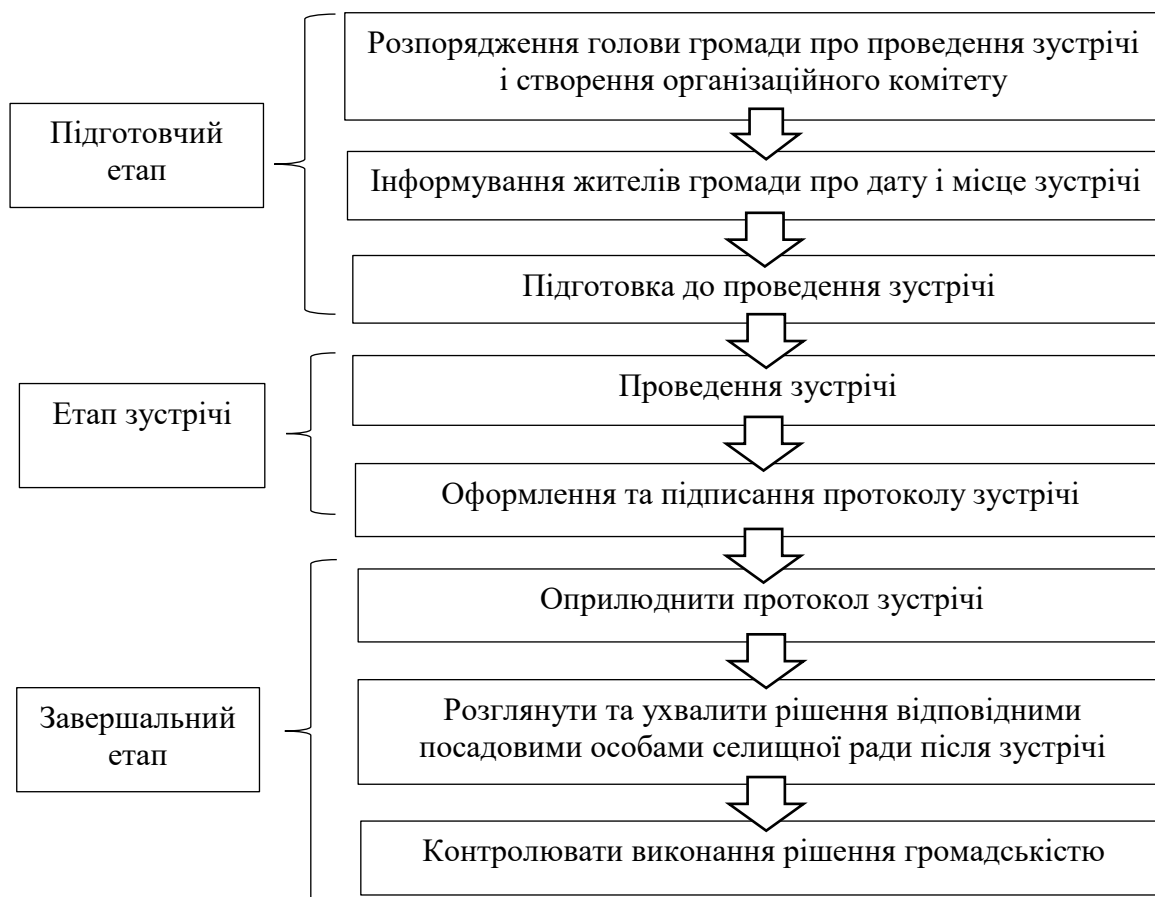 Розпорядження голови громади про проведення зустрічі
і створення організаційного комітету
Підготовчий
етап
Інформування жителів громади про дату і місце зустрічі
Підготовка до проведення зустрічі
Проведення зустрічі
Етап зустрічі
Оформлення та підписання протоколу зустрічі
Оприлюднити протокол зустрічі
Завершальний
етап
Розглянути та ухвалити рішення відповідними
посадовими особами селищної ради після зустрічі
Контролювати виконання рішення громадськістю